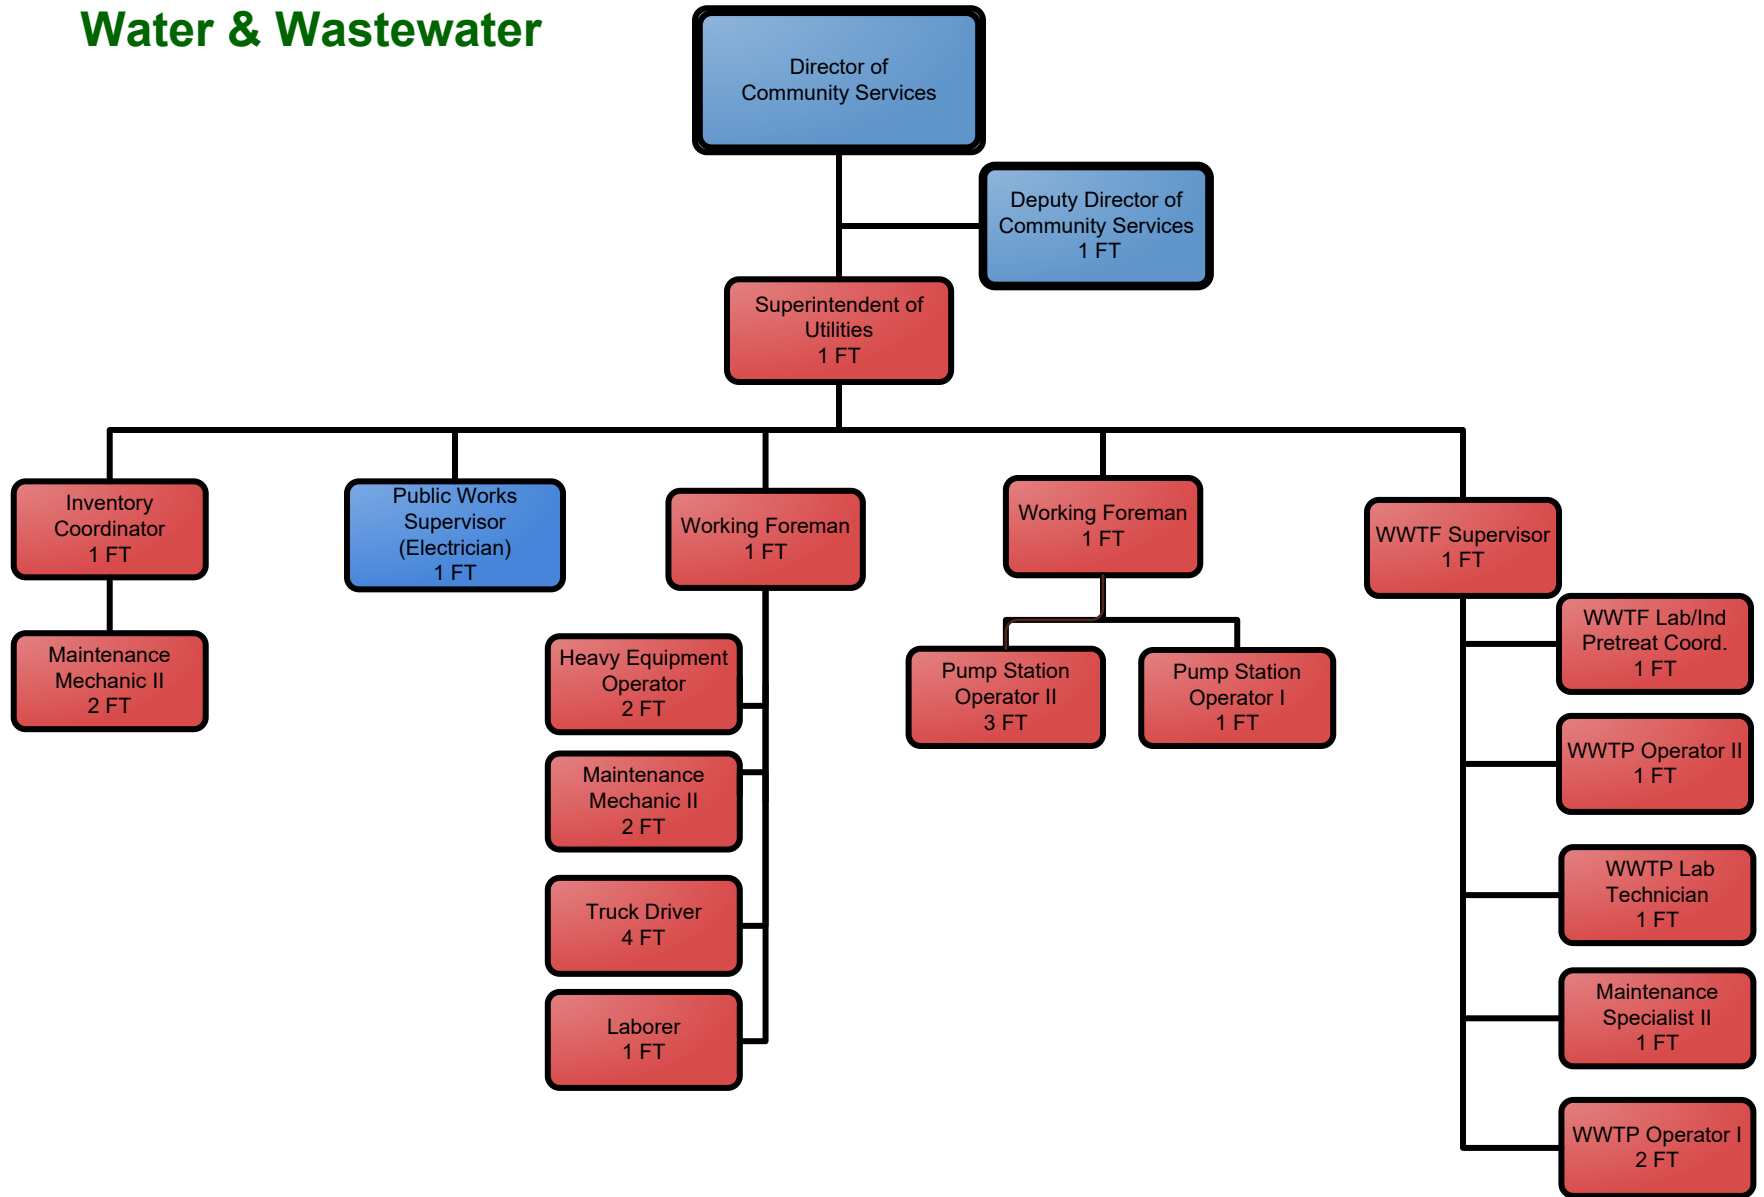 Water & Wastewater
Director of
Community Services
Deputy Director of
Community Services
1 FT
Superintendent of
Utilities
1 FT
Inventory
Coordinator
1 FT
Public Works
Supervisor
(Electrician)
1 FT
Working Foreman
1 FT
Working Foreman
1 FT
WWTF Supervisor
1 FT
Maintenance
Mechanic II
2 FT
Heavy Equipment
Operator
2 FT
Maintenance
Mechanic II
2 FT
Truck Driver
4 FT
Laborer
1 FT
Pump Station
Operator II
3 FT
Pump Station
Operator I
1 FT
WWTF Lab/Ind
Pretreat Coord.
1 FT
WWTP Operator II
1 FT
WWTP Lab
Technician
1 FT
Maintenance
Specialist II
1 FT
WWTP Operator I
2 FT